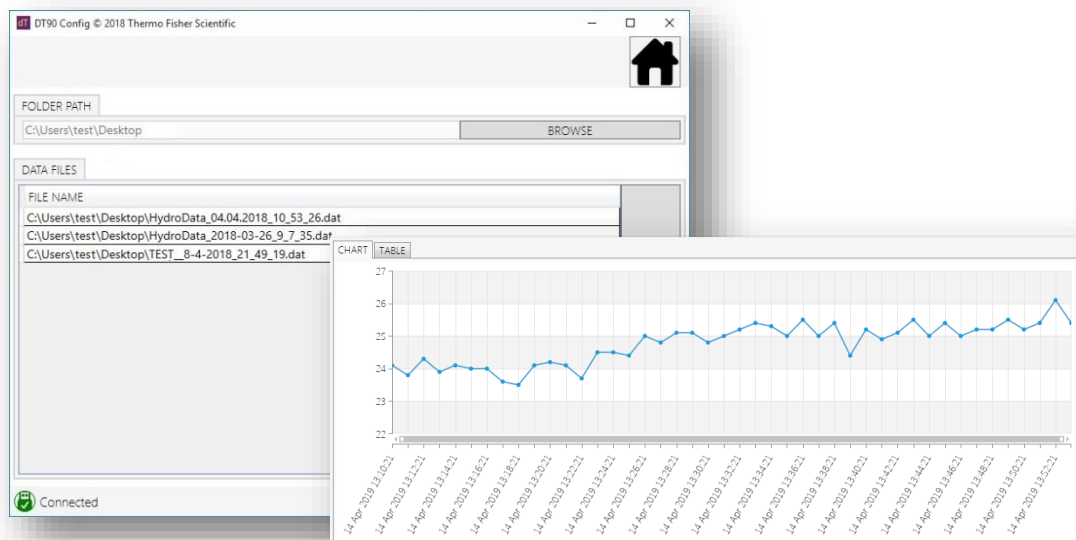 dT DT90 Config © 2018 Thermo Fisher Scientific
FOLDER PATH
C:\Users\test\Desktop
BROWSE
DATA FILES
FILE NAME
C:\Users\test\Desktop\HydroData_04.04.2018_10_53_26.dat
C:\Users\test\Desktop\HydroData_2018-03-26_9_7_35.dat
C:\Users\test\Desktop\TEST__8-4-2018_21_49_19.dat
Connected
CHART TABLE
27
26
25
24
23
22
14 Apr 2019 13:10:21
14 Apr 2019 13:12:21
14 Apr 2019 13:14:21
14 Apr 2019 13:16:21
14 Apr 2019 13:18:21
14 Apr 2019 13:20:21
14 Apr 2019 13:22:21
14 Apr 2019 13:24:21
14 Apr 2019 13:26:21
14 Apr 2019 13:28:21
14 Apr 2019 13:30:21
14 Apr 2019 13:32:21
14 Apr 2019 13:34:21
14 Apr 2019 13:36:21
14 Apr 2019 13:38:21
14 Apr 2019 13:40:21
14 Apr 2019 13:42:21
14 Apr 2019 13:44:21
14 Apr 2019 13:46:21
14 Apr 2019 13:48:21
14 Apr 2019 13:50:21
14 Apr 2019 13:52:21